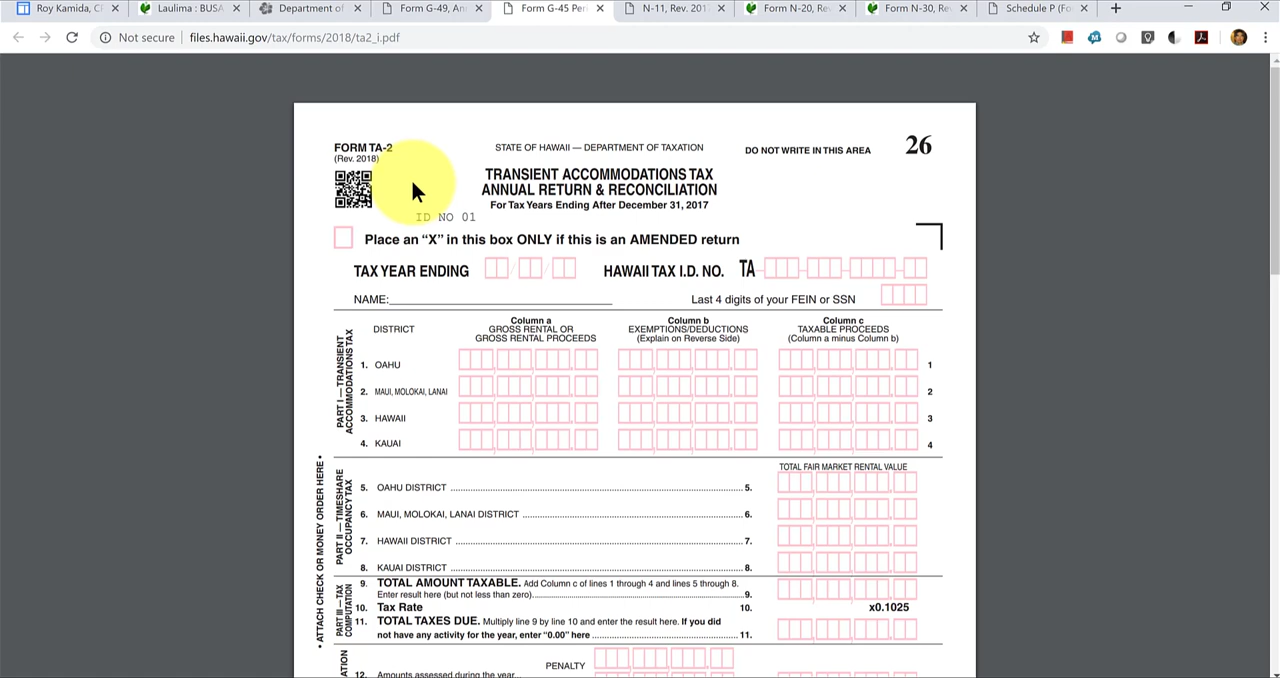 Roy Kamida, CF
Laulima : BUSA
Department of
Form G-49, An
Form G-45 Per
N-11, Rev. 201
Form N-20, Re
Form N-30, Re
Schedule P (Fo
Not secure | files.hawaii.gov/tax/forms/2018/ta2_i.pdf
FORM TA-2
(Rev. 2018)
STATE OF HAWAII — DEPARTMENT OF TAXATION
DO NOT WRITE IN THIS AREA
26
TRANSIENT ACCOMMODATIONS TAX
ANNUAL RETURN & RECONCILIATION
For Tax Years Ending After December 31, 2017
ID NO 01
Place an “X” in this box ONLY if this is an AMENDED return
TAX YEAR ENDING
HAWAII TAX I.D. NO. TA
NAME:
Last 4 digits of your FEIN or SSN
PART I — TRANSIENT
ACCOMMODATIONS TAX
DISTRICT
Column a
GROSS RENTAL OR
GROSS RENTAL PROCEEDS
Column b
EXEMPTIONS/DEDUCTIONS
(Explain on Reverse Side)
Column c
TAXABLE PROCEEDS
(Column a minus Column b)
1. OAHU 1
2. MAUI, MOLOKAI, LANAI 2
3. HAWAII 3
4. KAUAI 4
• ATTACH CHECK OR MONEY ORDER HERE •
PART II — TIMESHARE
OCCUPANCY TAX
TOTAL FAIR MARKET RENTAL VALUE
5. OAHU DISTRICT 5.
6. MAUI, MOLOKAI, LANAI DISTRICT 6.
7. HAWAII DISTRICT 7.
8. KAUAI DISTRICT 8.
PART III — TAX
COMPUTATION
9. TOTAL AMOUNT TAXABLE. Add Column c of lines 1 through 4 and lines 5 through 8.
Enter result here (but not less than zero) 9.
10. Tax Rate 10. x0.1025
11. TOTAL TAXES DUE. Multiply line 9 by line 10 and enter the result here. If you did
not have any activity for the year, enter “0.00” here 11.
PENALTY
12. Amounts assessed during the year...